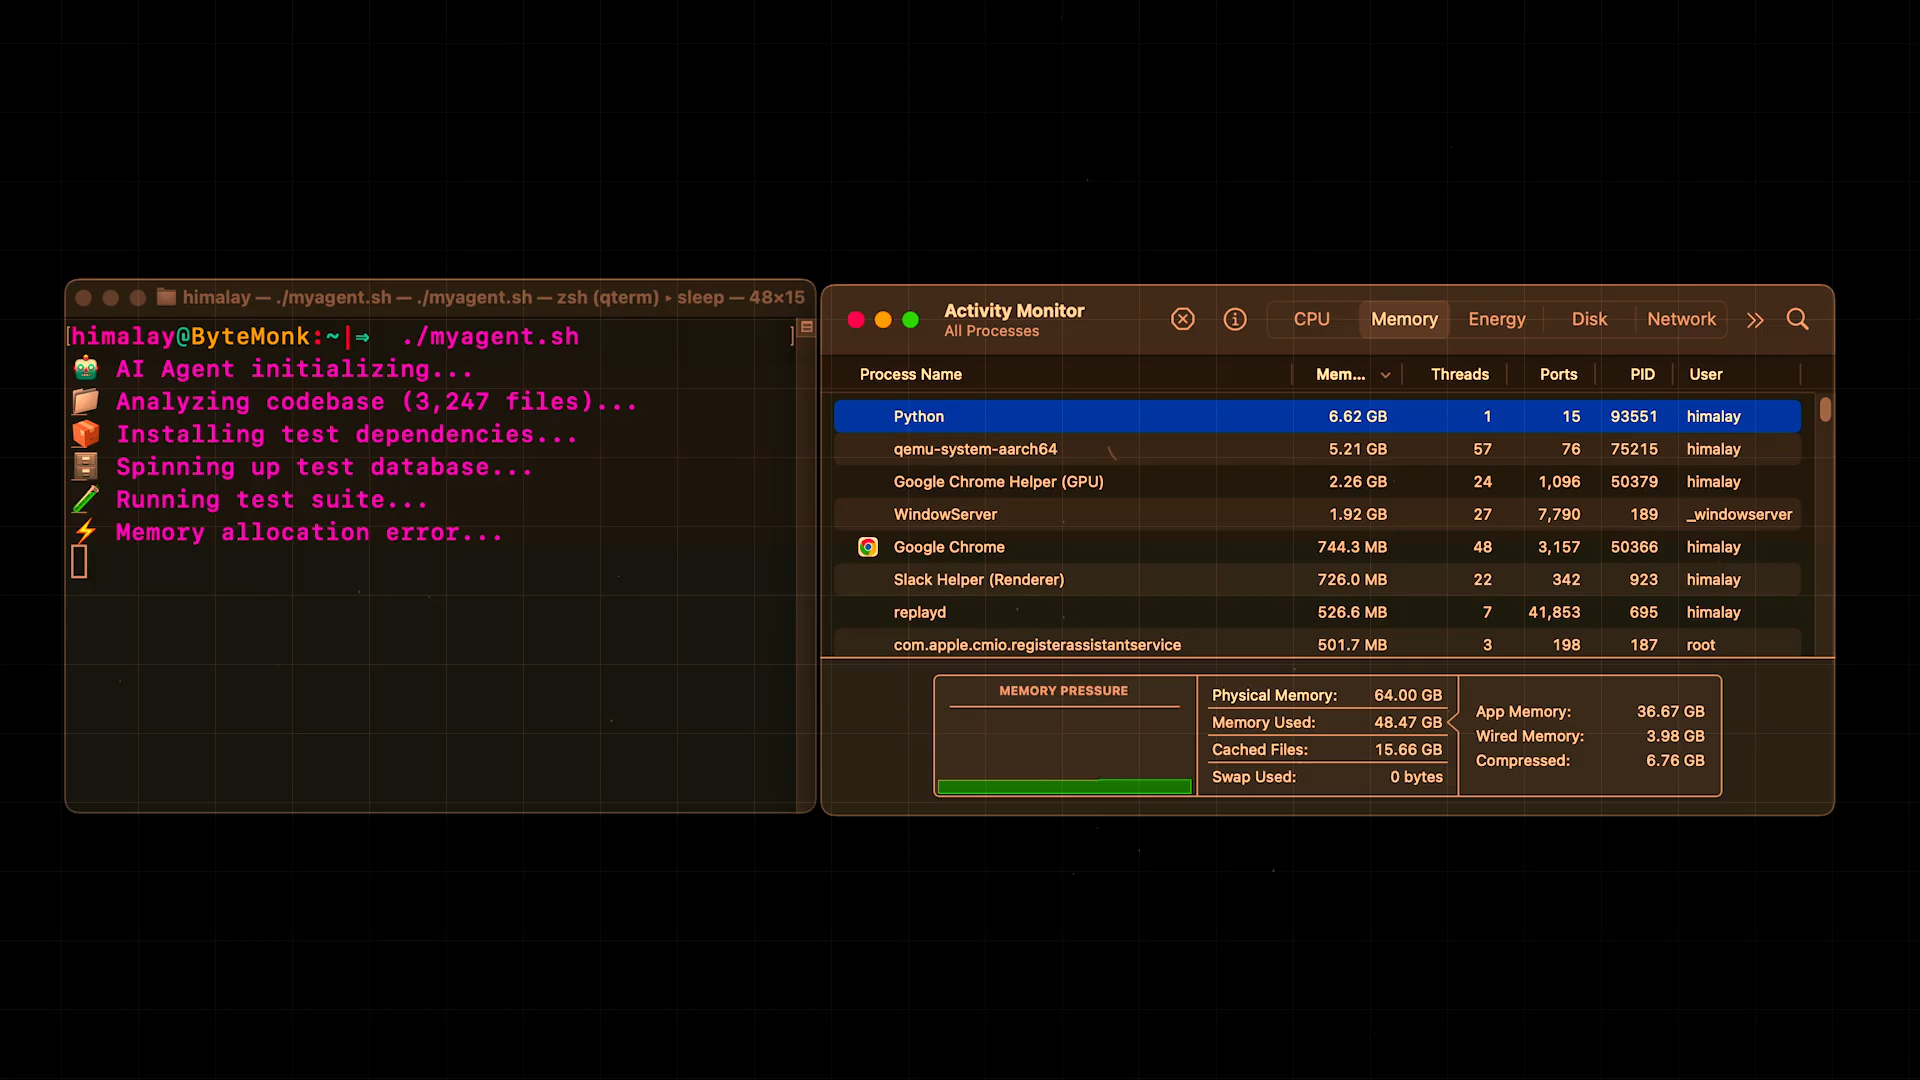 himalay — ./myagent.sh — ./myagent.sh — zsh (qterm) ▸ sleep — 48×15
[himalay@ByteMonk:~|⇒ ./myagent.sh ]
🤖 AI Agent initializing...
📁 Analyzing codebase (3,247 files)...
📦 Installing test dependencies...
🗄️ Spinning up test database...
🧪 Running test suite...
⚡ Memory allocation error...
Activity Monitor
All Processes
CPU Memory Energy Disk Network
Process Name Mem... Threads Ports PID User
Python 6.62 GB 1 15 93551 himalay
qemu-system-aarch64 5.21 GB 57 76 75215 himalay
Google Chrome Helper (GPU) 2.26 GB 24 1,096 50379 himalay
WindowServer 1.92 GB 27 7,790 189 _windowserver
Google Chrome 744.3 MB 48 3,157 50366 himalay
Slack Helper (Renderer) 726.0 MB 22 342 923 himalay
replayd 526.6 MB 7 41,853 695 himalay
com.apple.cmio.registerassistantservice 501.7 MB 3 198 187 root
MEMORY PRESSURE
Physical Memory: 64.00 GB
Memory Used: 48.47 GB
Cached Files: 15.66 GB
Swap Used: 0 bytes
App Memory: 36.67 GB
Wired Memory: 3.98 GB
Compressed: 6.76 GB